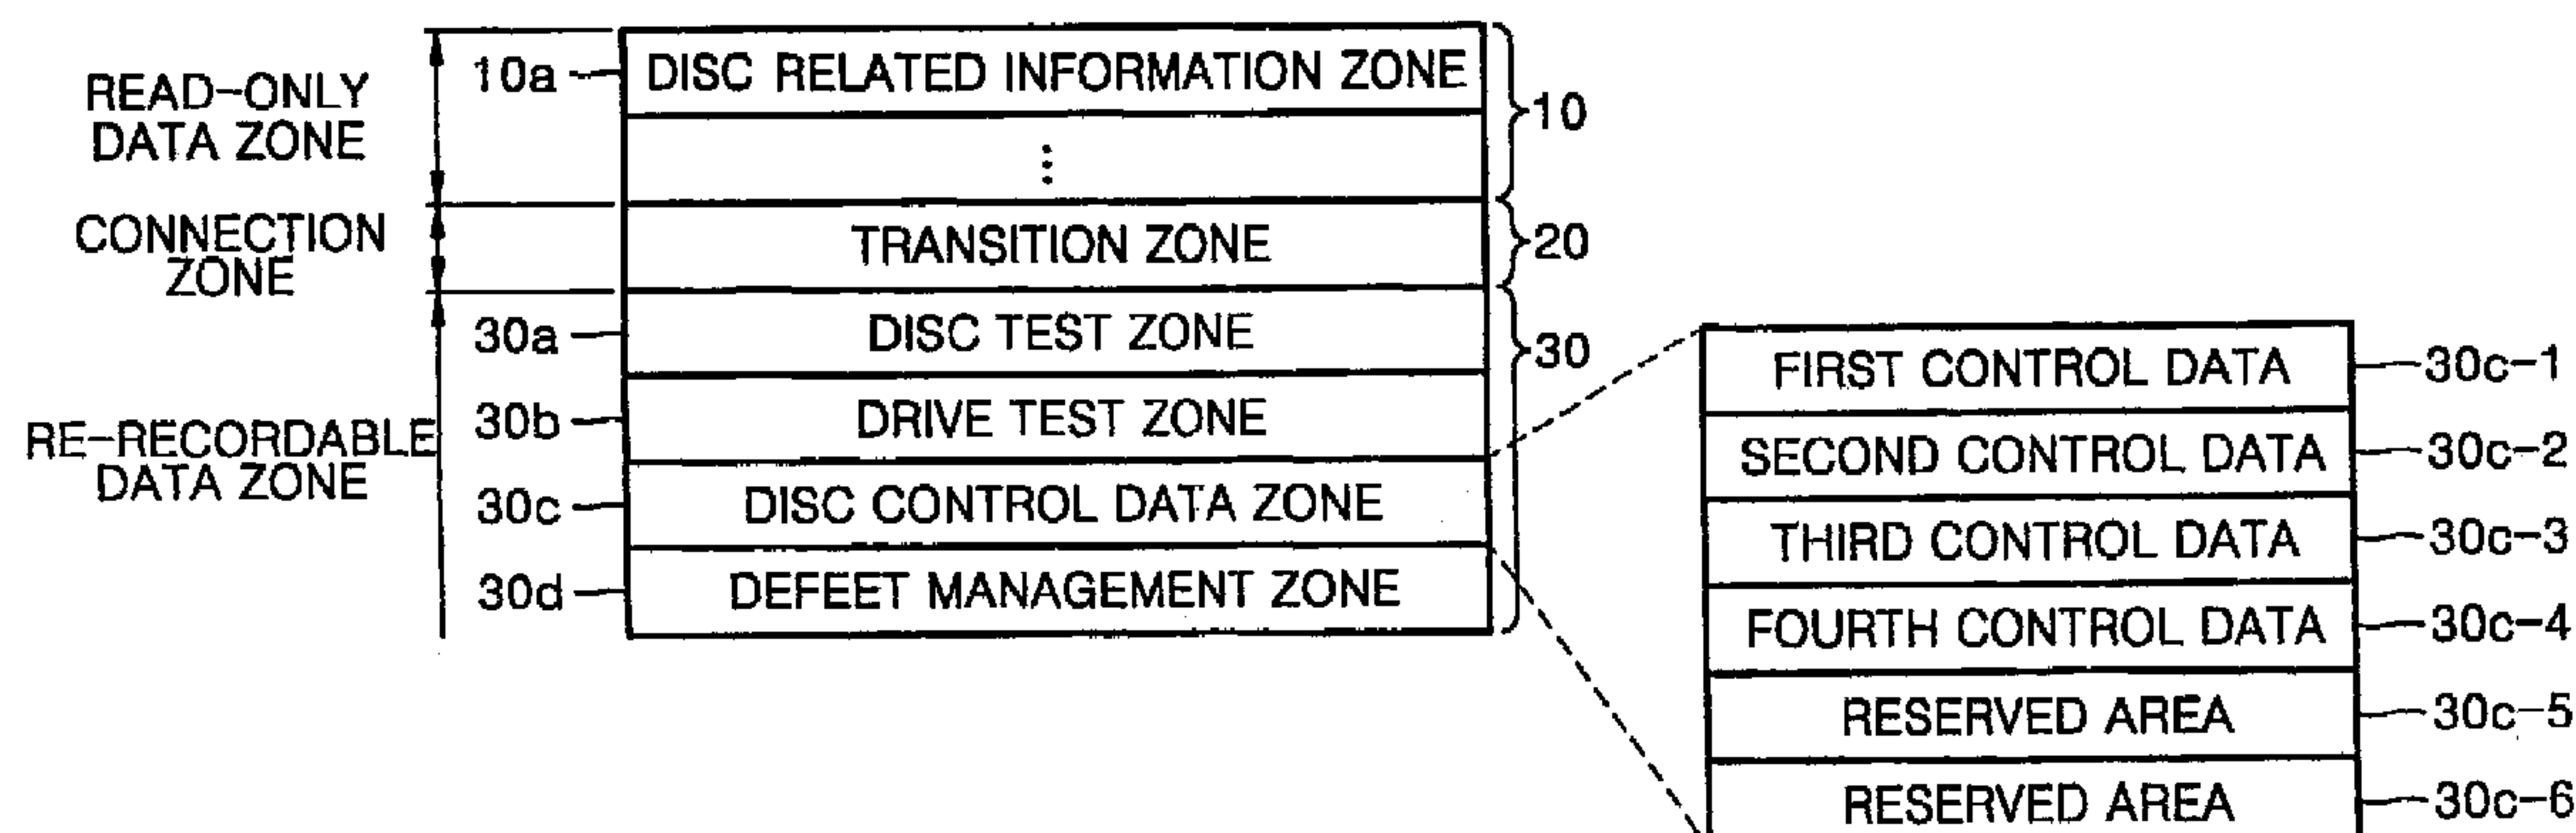 READ-ONLY
DATA ZONE
CONNECTION
ZONE
RE-RECORDABLE
DATA ZONE
10a
DISC RELATED INFORMATION ZONE
10
⋮
TRANSITION ZONE
20
30a
DISC TEST ZONE
30
30b
DRIVE TEST ZONE
30c
DISC CONTROL DATA ZONE
30d
DEFEET MANAGEMENT ZONE
FIRST CONTROL DATA
30c-1
SECOND CONTROL DATA
30c-2
THIRD CONTROL DATA
30c-3
FOURTH CONTROL DATA
30c-4
RESERVED AREA
30c-5
RESERVED AREA
30c-6